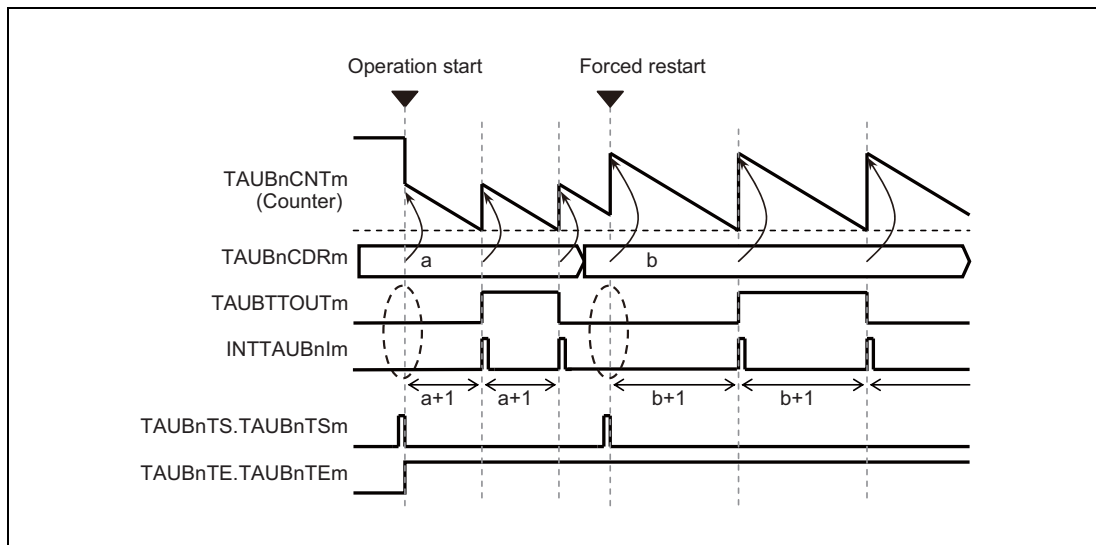 Operation start Forced restart
TAUBnCNTm
(Counter)
TAUBnCDRm a b
TAUBTTOUTm
INTTAUBnIm
a+1 a+1 b+1 b+1
TAUBnTS.TAUBnTSm
TAUBnTE.TAUBnTEm